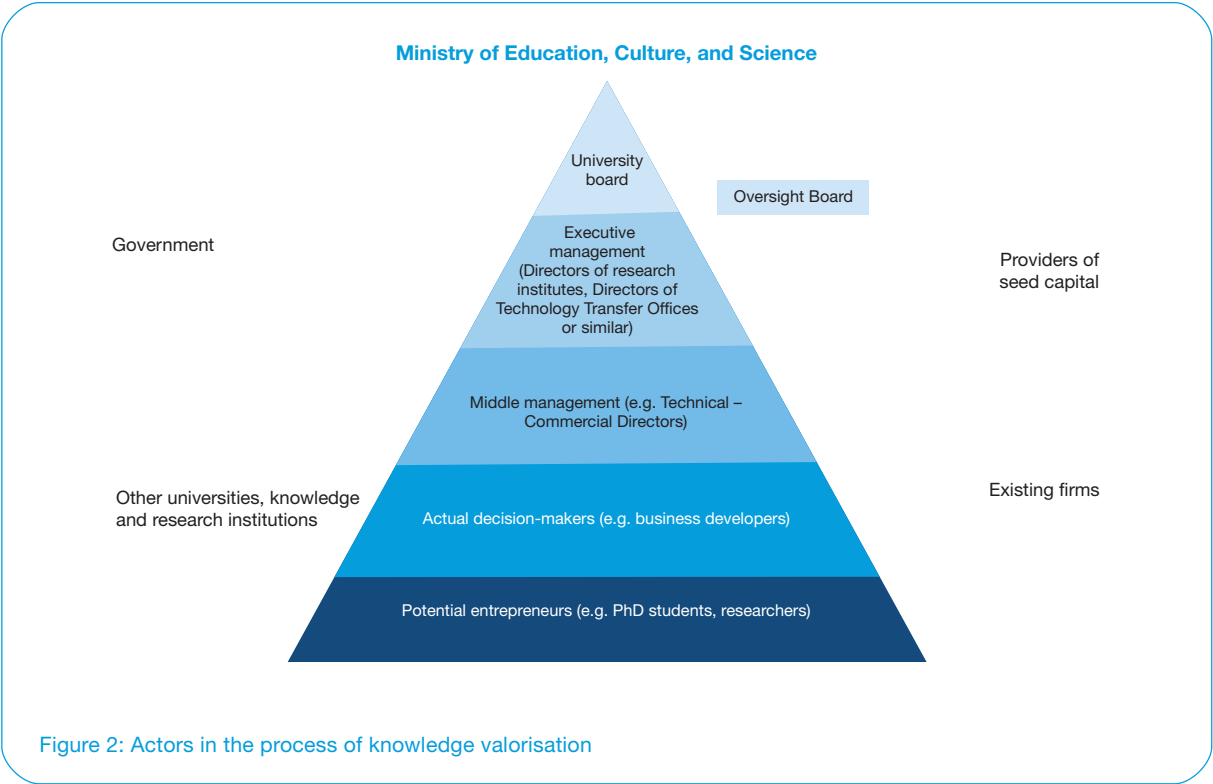 Ministry of Education, Culture, and Science
University
board
Oversight Board
Government
Executive
management
(Directors of research
institutes, Directors of
Technology Transfer Offices
or similar)
Providers of
seed capital
Middle management (e.g. Technical –
Commercial Directors)
Other universities, knowledge
and research institutions
Existing firms
Actual decision-makers (e.g. business developers)
Potential entrepreneurs (e.g. PhD students, researchers)
Figure 2: Actors in the process of knowledge valorisation